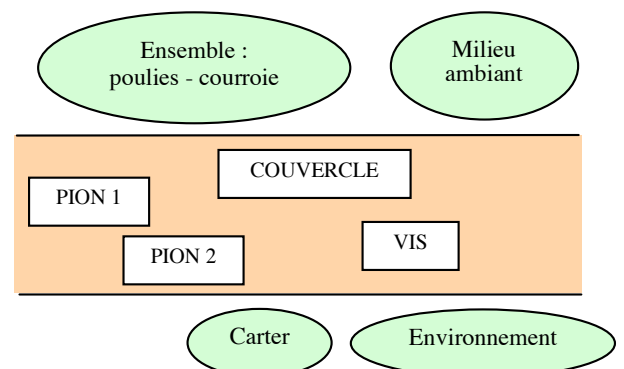 Ensemble :
poulies - courroie
Milieu
ambiant
COUVERCLE
PION 1
VIS
PION 2
Carter
Environnement